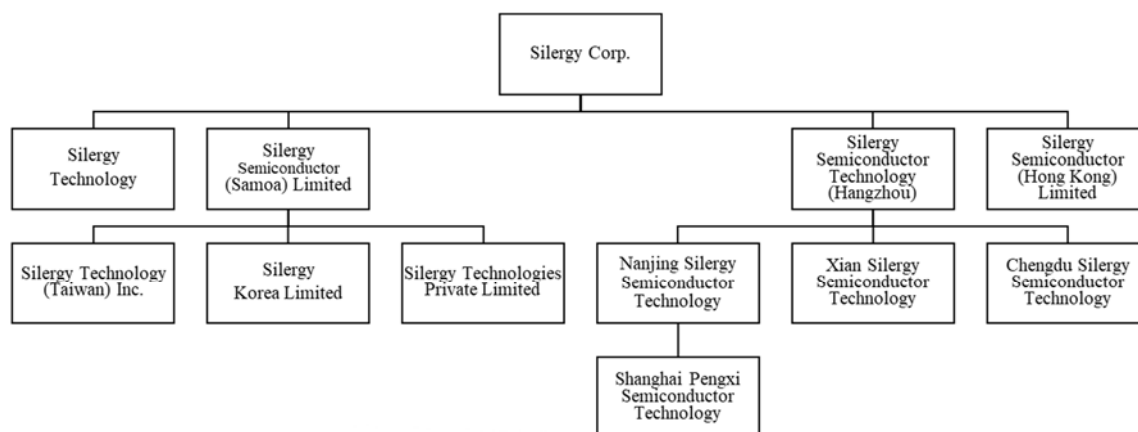 Silergy Corp.
Silergy
Technology
Silergy
Semiconductor
(Samoa) Limited
Silergy
Semiconductor
Technology
(Hangzhou)
Silergy
Semiconductor
(Hong Kong)
Limited
Silergy Technology
(Taiwan) Inc.
Silergy
Korea Limited
Silergy Technologies
Private Limited
Nanjing Silergy
Semiconductor
Technology
Xian Silergy
Semiconductor
Technology
Chengdu Silergy
Semiconductor
Technology
Shanghai Pengxi
Semiconductor
Technology